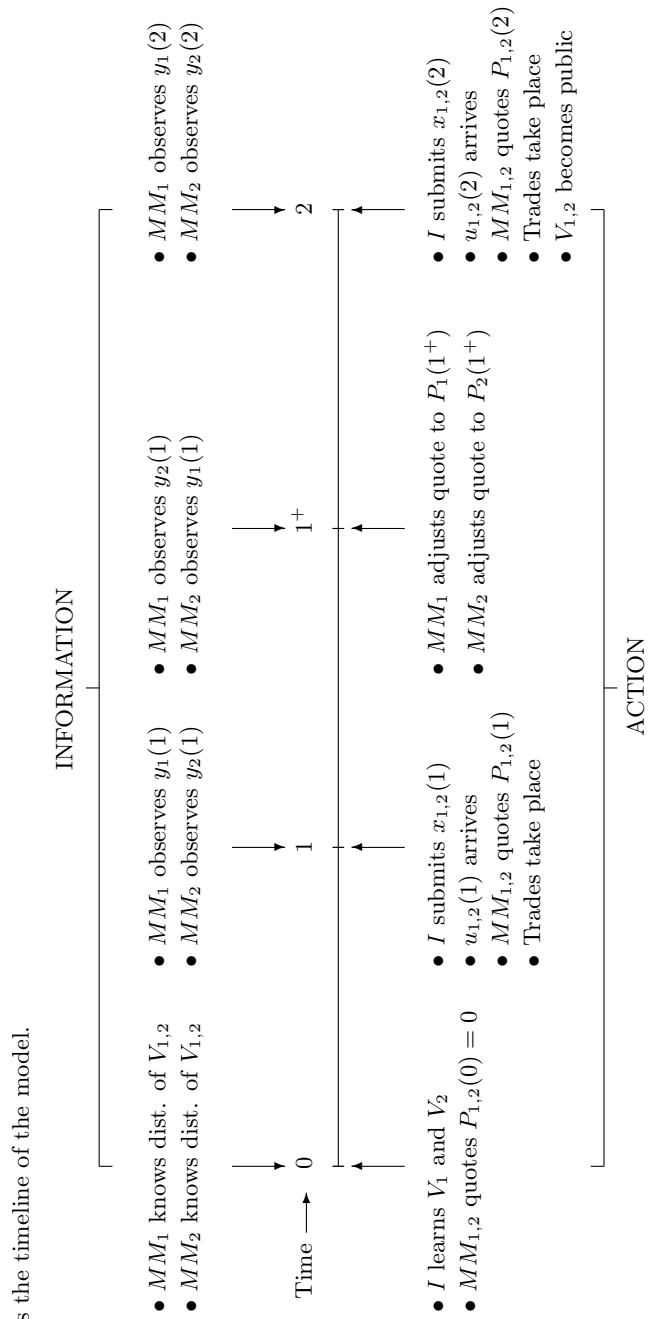 s the timeline of the model.
INFORMATION
• MM₁ knows dist. of V₁,₂
• MM₂ knows dist. of V₁,₂
• MM₁ observes y₁(1)
• MM₂ observes y₂(1)
• MM₁ observes y₂(1)
• MM₂ observes y₁(1)
• MM₁ observes y₁(2)
• MM₂ observes y₂(2)
Time ⟶ 0 1 1⁺ 2
• I learns V₁ and V₂
• MM₁,₂ quotes P₁,₂(0) = 0
• I submits x₁,₂(1)
• u₁,₂(1) arrives
• MM₁,₂ quotes P₁,₂(1)
• Trades take place
• MM₁ adjusts quote to P₁(1⁺)
• MM₂ adjusts quote to P₂(1⁺)
• I submits x₁,₂(2)
• u₁,₂(2) arrives
• MM₁,₂ quotes P₁,₂(2)
• Trades take place
• V₁,₂ becomes public
ACTION